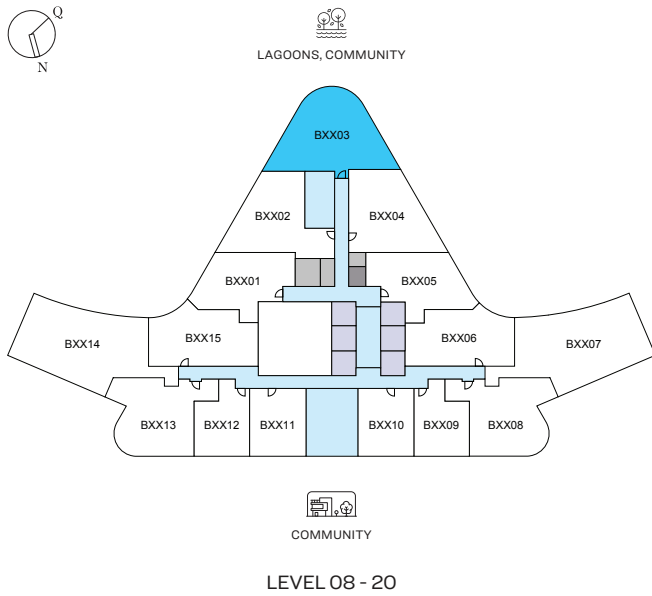 Q
N
LAGOONS, COMMUNITY
BXX03
BXX02
BXX04
BXX01
BXX05
BXX14
BXX15
BXX06
BXX07
BXX13
BXX12
BXX11
BXX10
BXX09
BXX08
COMMUNITY
LEVEL 08 - 20